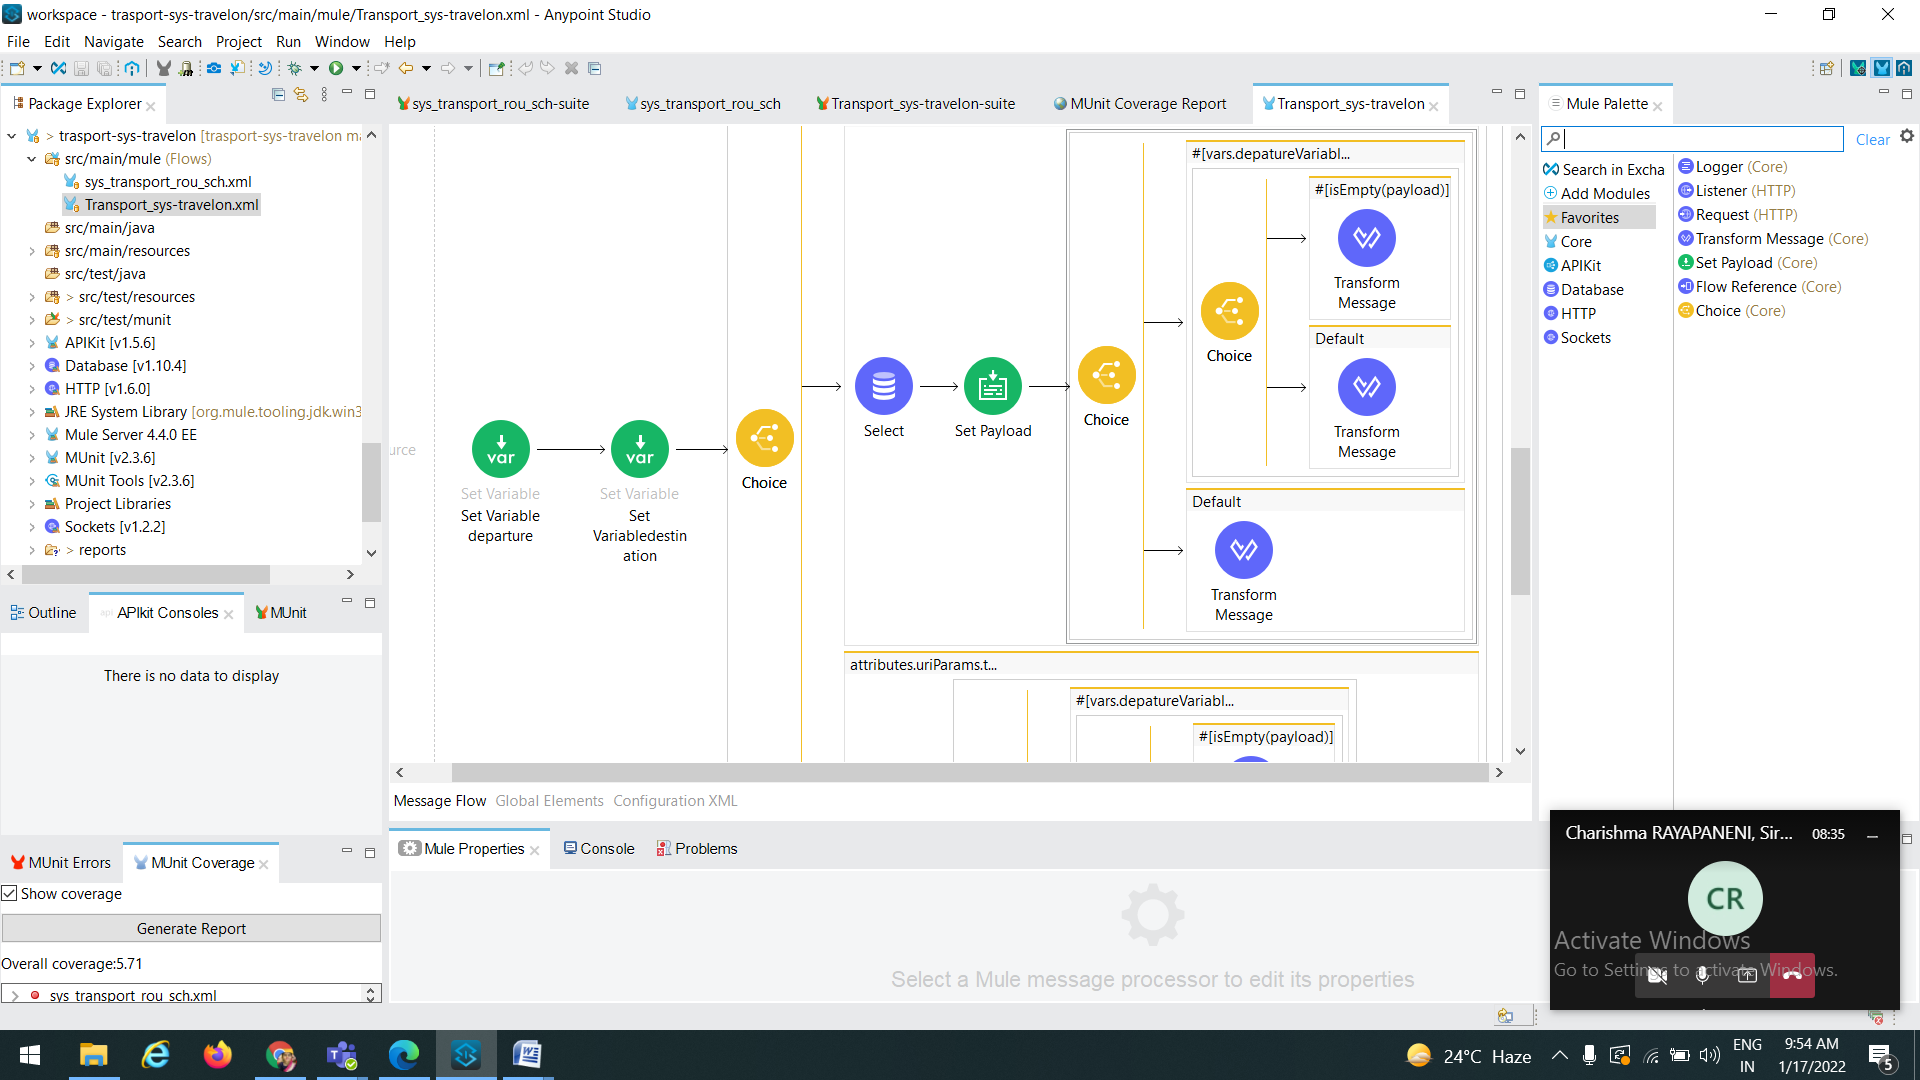 workspace - trasport-sys-travelon/src/main/mule/Transport_sys-travelon.xml - Anypoint Studio
File Edit Navigate Search Project Run Window Help
Package Explorer
> trasport-sys-travelon [trasport-sys-travelon ma
src/main/mule (Flows)
sys_transport_rou_sch.xml
Transport_sys-travelon.xml
src/main/java
src/main/resources
src/test/java
> src/test/resources
> src/test/munit
APIKit [v1.5.6]
Database [v1.10.4]
HTTP [v1.6.0]
JRE System Library [org.mule.tooling.jdk.win3
Mule Server 4.4.0 EE
MUnit [v2.3.6]
MUnit Tools [v2.3.6]
Project Libraries
Sockets [v1.2.2]
> reports
Outline
APIkit Consoles
MUnit
There is no data to display
MUnit Errors
MUnit Coverage
Show coverage
Generate Report
Overall coverage:5.71
sys_transport_rou_sch.xml
sys_transport_rou_sch-suite
sys_transport_rou_sch
Transport_sys-travelon-suite
MUnit Coverage Report
Transport_sys-travelon
urce
var
Set Variable
Set Variable
departure
var
Set Variable
Set
Variabledestin
ation
Choice
Select
Set Payload
Choice
#[vars.depatureVariabl...
Choice
#[isEmpty(payload)]
Transform
Message
Default
Transform
Message
Default
Transform
Message
attributes.uriParams.t...
#[vars.depatureVariabl...
#[isEmpty(payload)]
Message Flow Global Elements Configuration XML
Mule Properties
Console
Problems
Select a Mule message processor to edit its properties
Mule Palette
Clear
Search in Excha
Add Modules
Favorites
Core
APIKit
Database
HTTP
Sockets
Logger (Core)
Listener (HTTP)
Request (HTTP)
Transform Message (Core)
Set Payload (Core)
Flow Reference (Core)
Choice (Core)
Charishma RAYAPANENI, Sir... 08:35
CR
Activate Windows
Go to Settings to activate Windows.
24°C Haze
ENG
IN
9:54 AM
1/17/2022
5